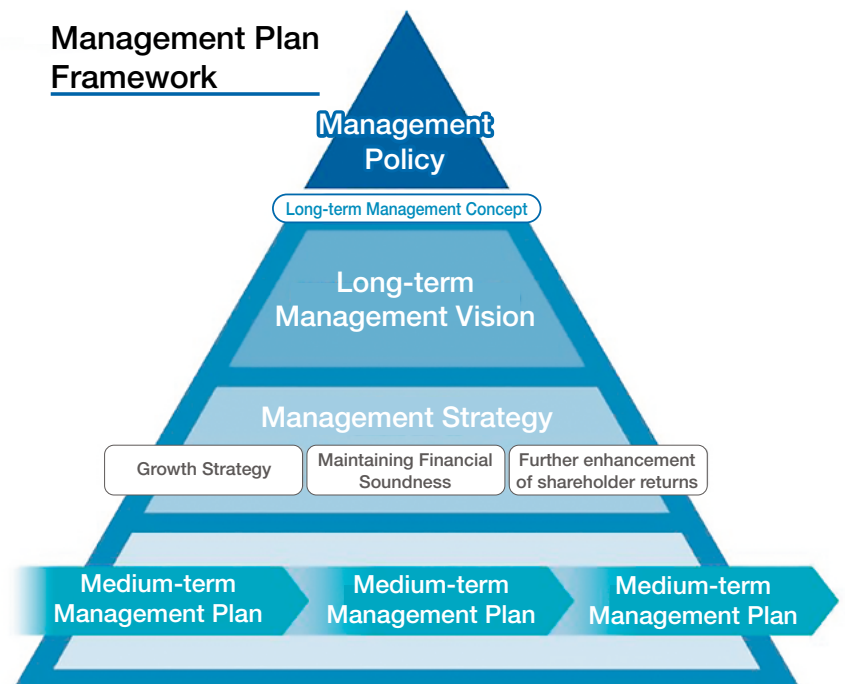 Management Plan
Framework
Management
Policy
Long-term Management Concept
Long-term
Management Vision
Management Strategy
Growth Strategy
Maintaining Financial
Soundness
Further enhancement
of shareholder returns
Medium-term
Management Plan
Medium-term
Management Plan
Medium-term
Management Plan